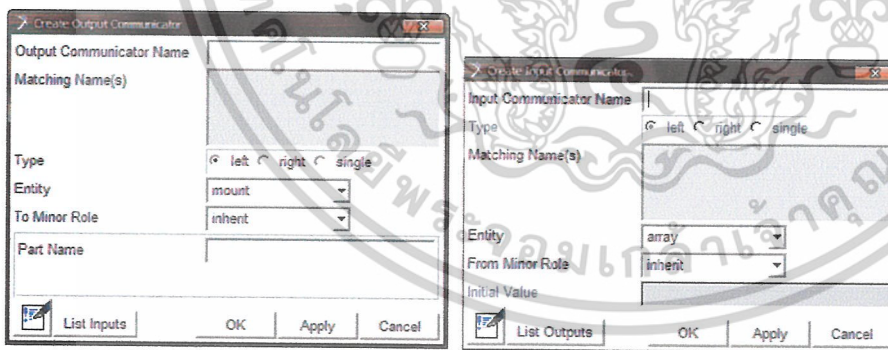 Create Output Communicator
Output Communicator Name
Matching Name(s)
Type
left right single
Entity
mount
To Minor Role
inherit
Part Name
List Inputs
OK
Apply
Cancel
Create Input Communicator...
Input Communicator Name
Type
left right single
Matching Name(s)
Entity
array
From Minor Role
inherit
Initial Value
List Outputs
OK
Apply
Cancel